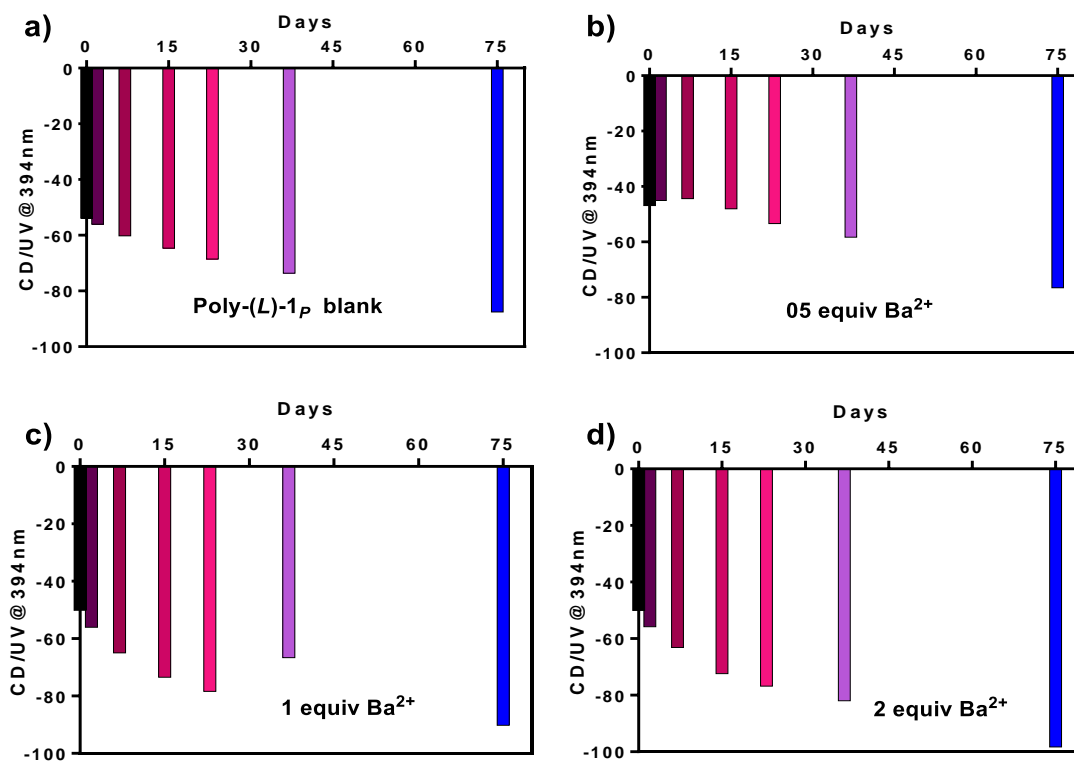 a)
Days
0 15 30 45 60 75
0
-20
-40
-60
-80
-100
CD/UV@394nm
Poly-(L)-1P blank
b)
Days
0 15 30 45 60 75
0
-20
-40
-60
-80
-100
CD/UV@394nm
05 equiv Ba2+
c)
Days
0 15 30 45 60 75
0
-20
-40
-60
-80
-100
CD/UV@394nm
1 equiv Ba2+
d)
Days
0 15 30 45 60 75
0
-20
-40
-60
-80
-100
CD/UV@394nm
2 equiv Ba2+